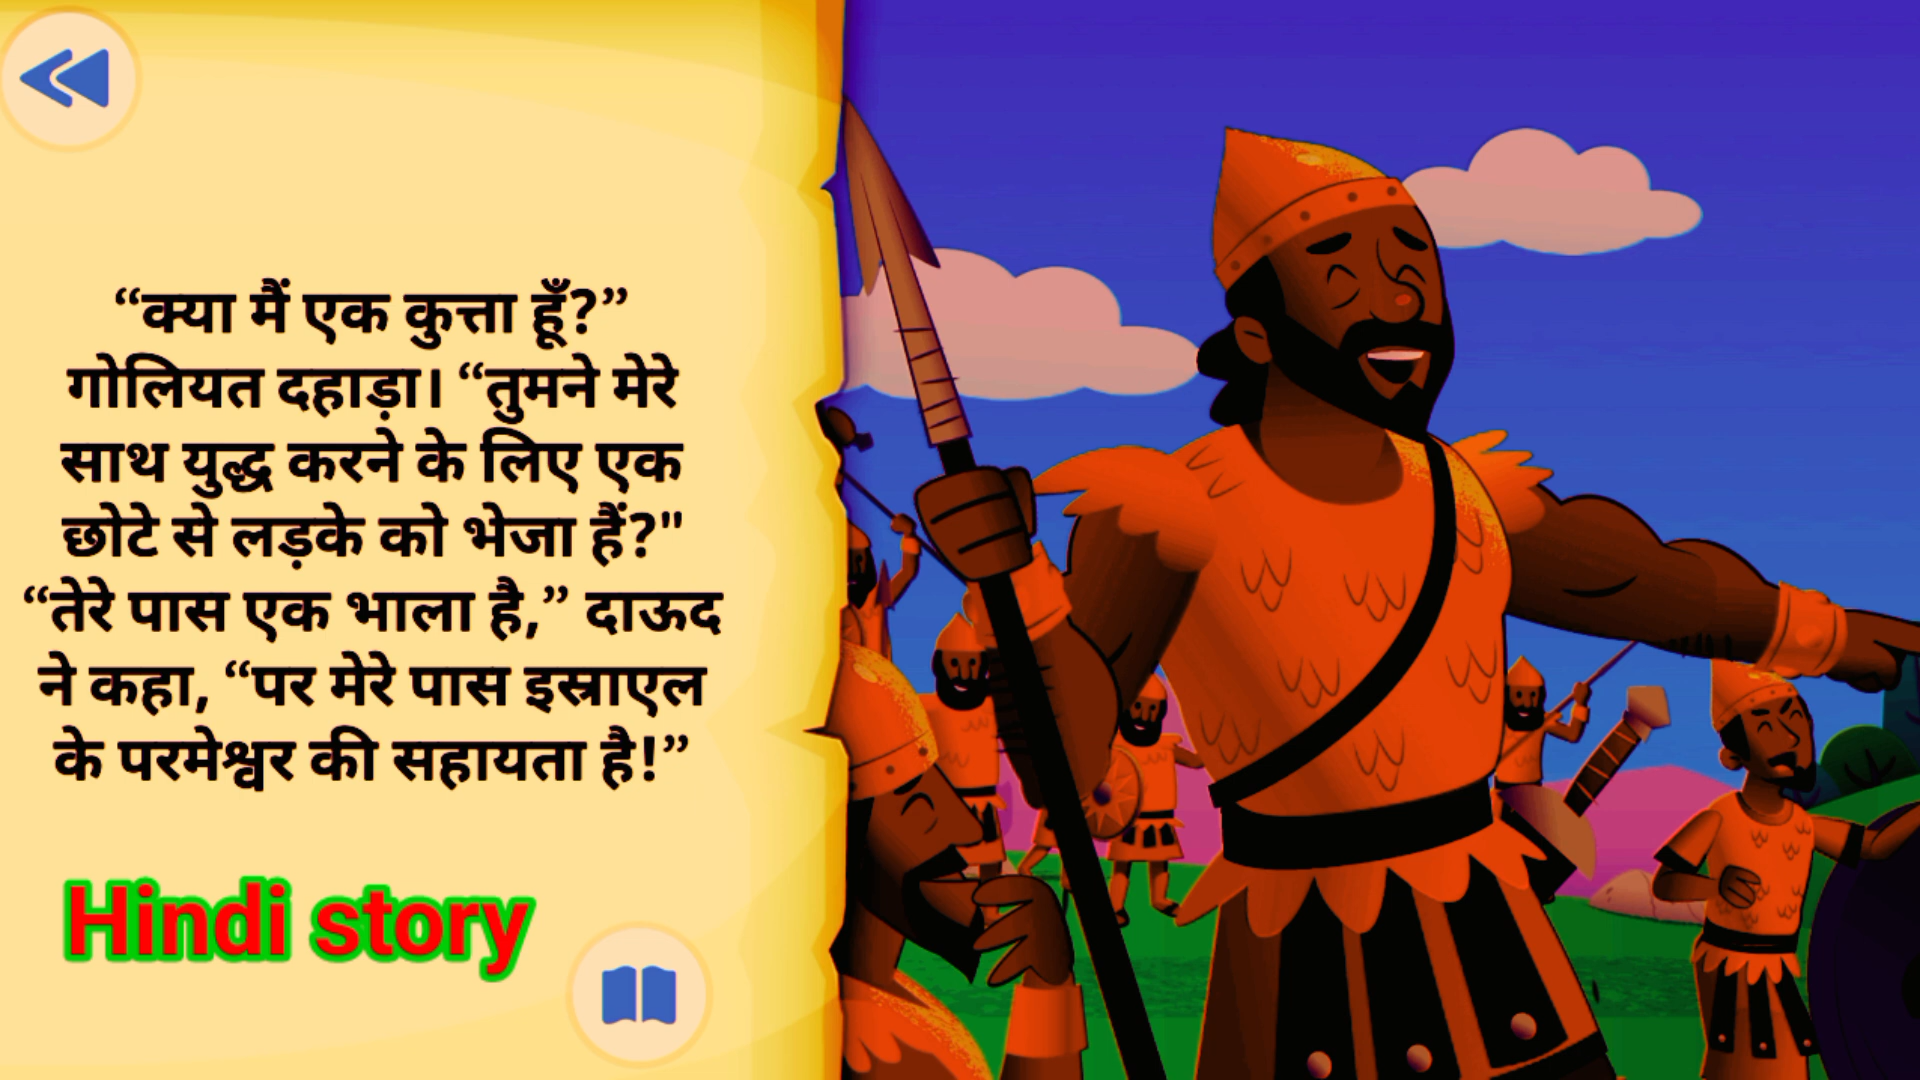 “क्या मैं एक कुत्ता हूँ?”
गोलियत दहाड़ा। “तुमने मेरे
साथ युद्ध करने के लिए एक
छोटे से लड़के को भेजा हैं?"
“तेरे पास एक भाला है,” दाऊद
ने कहा, “पर मेरे पास इस्राएल
के परमेश्वर की सहायता है!”
Hindi story